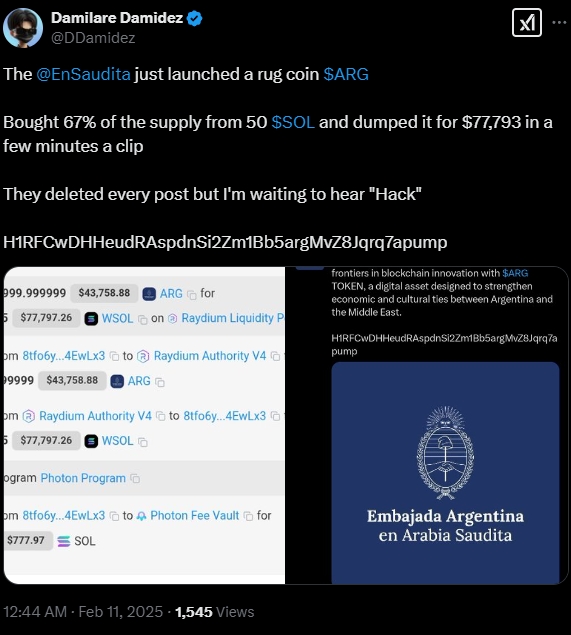 Damilare Damidez
@DDamidez
The @EnSaudita just launched a rug coin $ARG
Bought 67% of the supply from 50 $SOL and dumped it for $77,793 in a
few minutes a clip
They deleted every post but I'm waiting to hear "Hack"
H1RFCwDHHeudRAspdnSi2Zm1Bb5argMvZ8Jqrq7apump
999.999999 $43,758.88 ARG for
5 $77,797.26 WSOL on Raydium Liquidity P
om 8tfo6y...4EwLx3 to Raydium Authority V4
99999 $43,758.88 ARG
om Raydium Authority V4 to 8tfo6y...4EwLx3
5 $77,797.26 WSOL
ogram Photon Program
om 8tfo6y...4EwLx3 to Photon Fee Vault for
$777.97 SOL
frontiers in blockchain innovation with $ARG
TOKEN, a digital asset designed to strengthen
economic and cultural ties between Argentina and
the Middle East.
H1RFCwDHHeudRAspdnSi2Zm1Bb5argMvZ8Jqrq7a
pump
Embajada Argentina
en Arabia Saudita
12:44 AM · Feb 11, 2025 · 1,545 Views